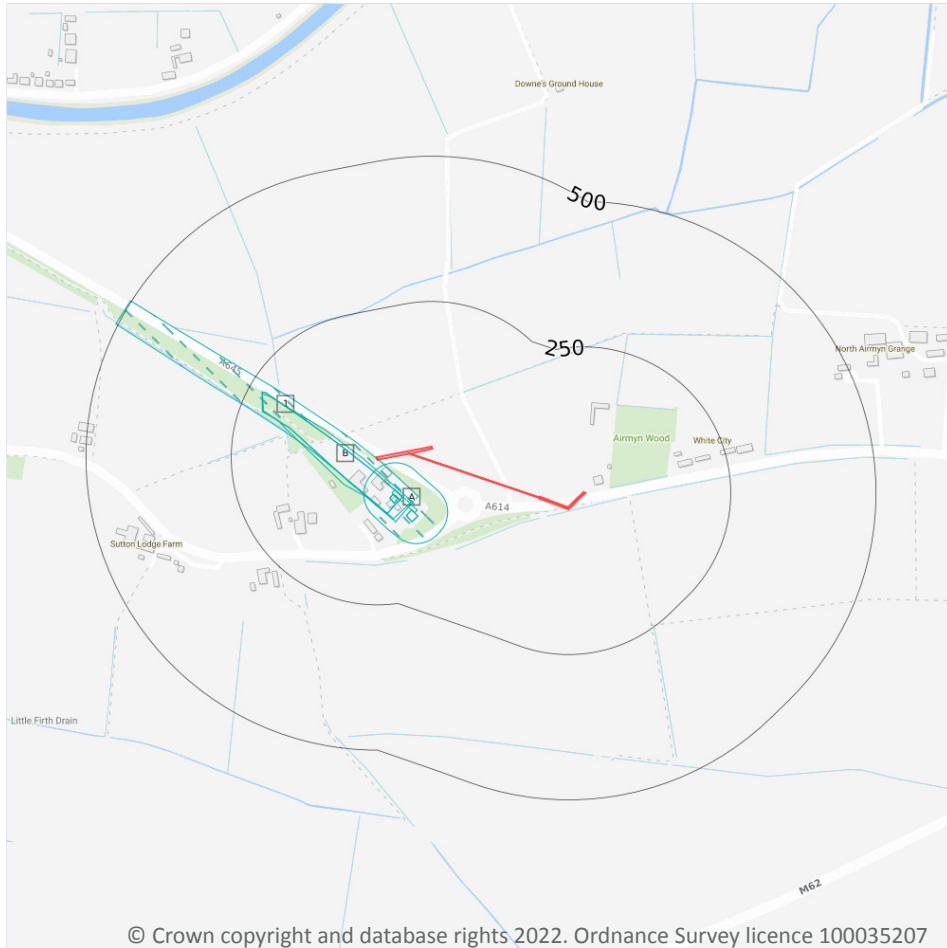 Downe's Ground House
500
250
North Airmyn Grange
A645
1
Airmyn Wood
White City
B
A
A614
Sutton Lodge Farm
Little Firth Drain
M62
© Crown copyright and database rights 2022. Ordnance Survey licence 100035207